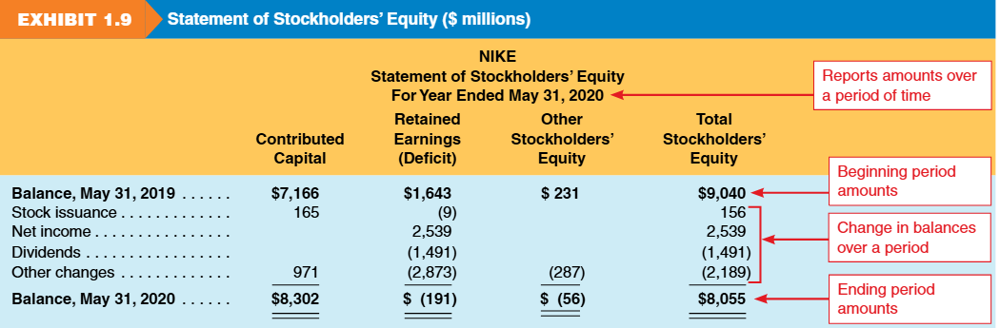 EXHIBIT 1.9 Statement of Stockholders’ Equity ($ millions)
NIKE
Statement of Stockholders’ Equity
For Year Ended May 31, 2020
Reports amounts over
a period of time
Contributed
Capital
Retained
Earnings
(Deficit)
Other
Stockholders’
Equity
Total
Stockholders’
Equity
Balance, May 31, 2019 . . . . . . $7,166 $1,643 $ 231 $9,040
Stock issuance . . . . . . . . . . . . . 165 (9) 156
Net income . . . . . . . . . . . . . . . . 2,539 2,539
Dividends . . . . . . . . . . . . . . . . . (1,491) (1,491)
Other changes . . . . . . . . . . . . . 971 (2,873) (287) (2,189)
Balance, May 31, 2020 . . . . . . $8,302 $ (191) $ (56) $8,055
Beginning period
amounts
Change in balances
over a period
Ending period
amounts